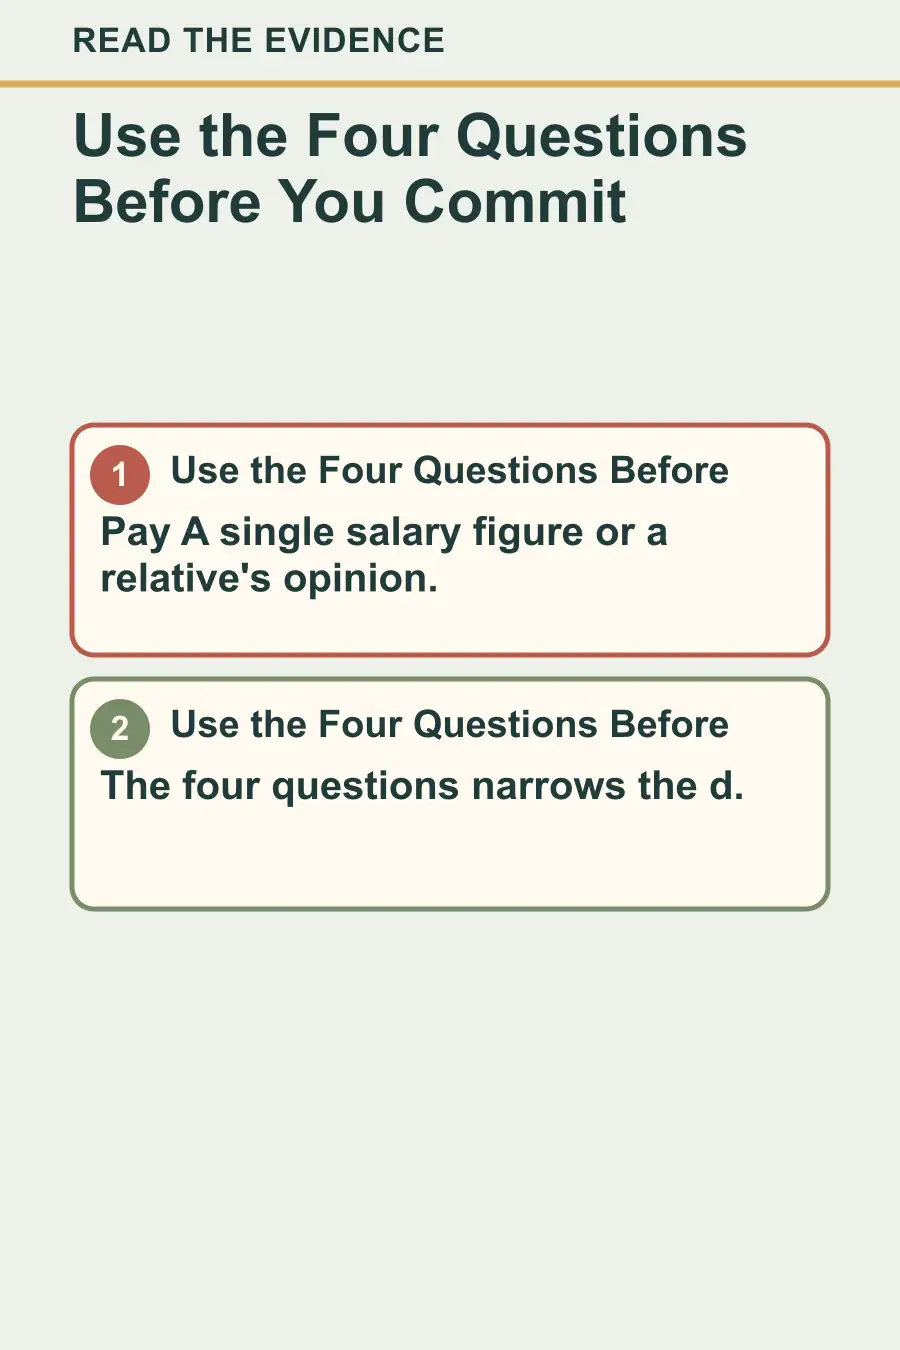 READ THE EVIDENCE
Use the Four Questions
Before You Commit
1 Use the Four Questions Before
Pay A single salary figure or a
relative's opinion.
2 Use the Four Questions Before
The four questions narrows the d.